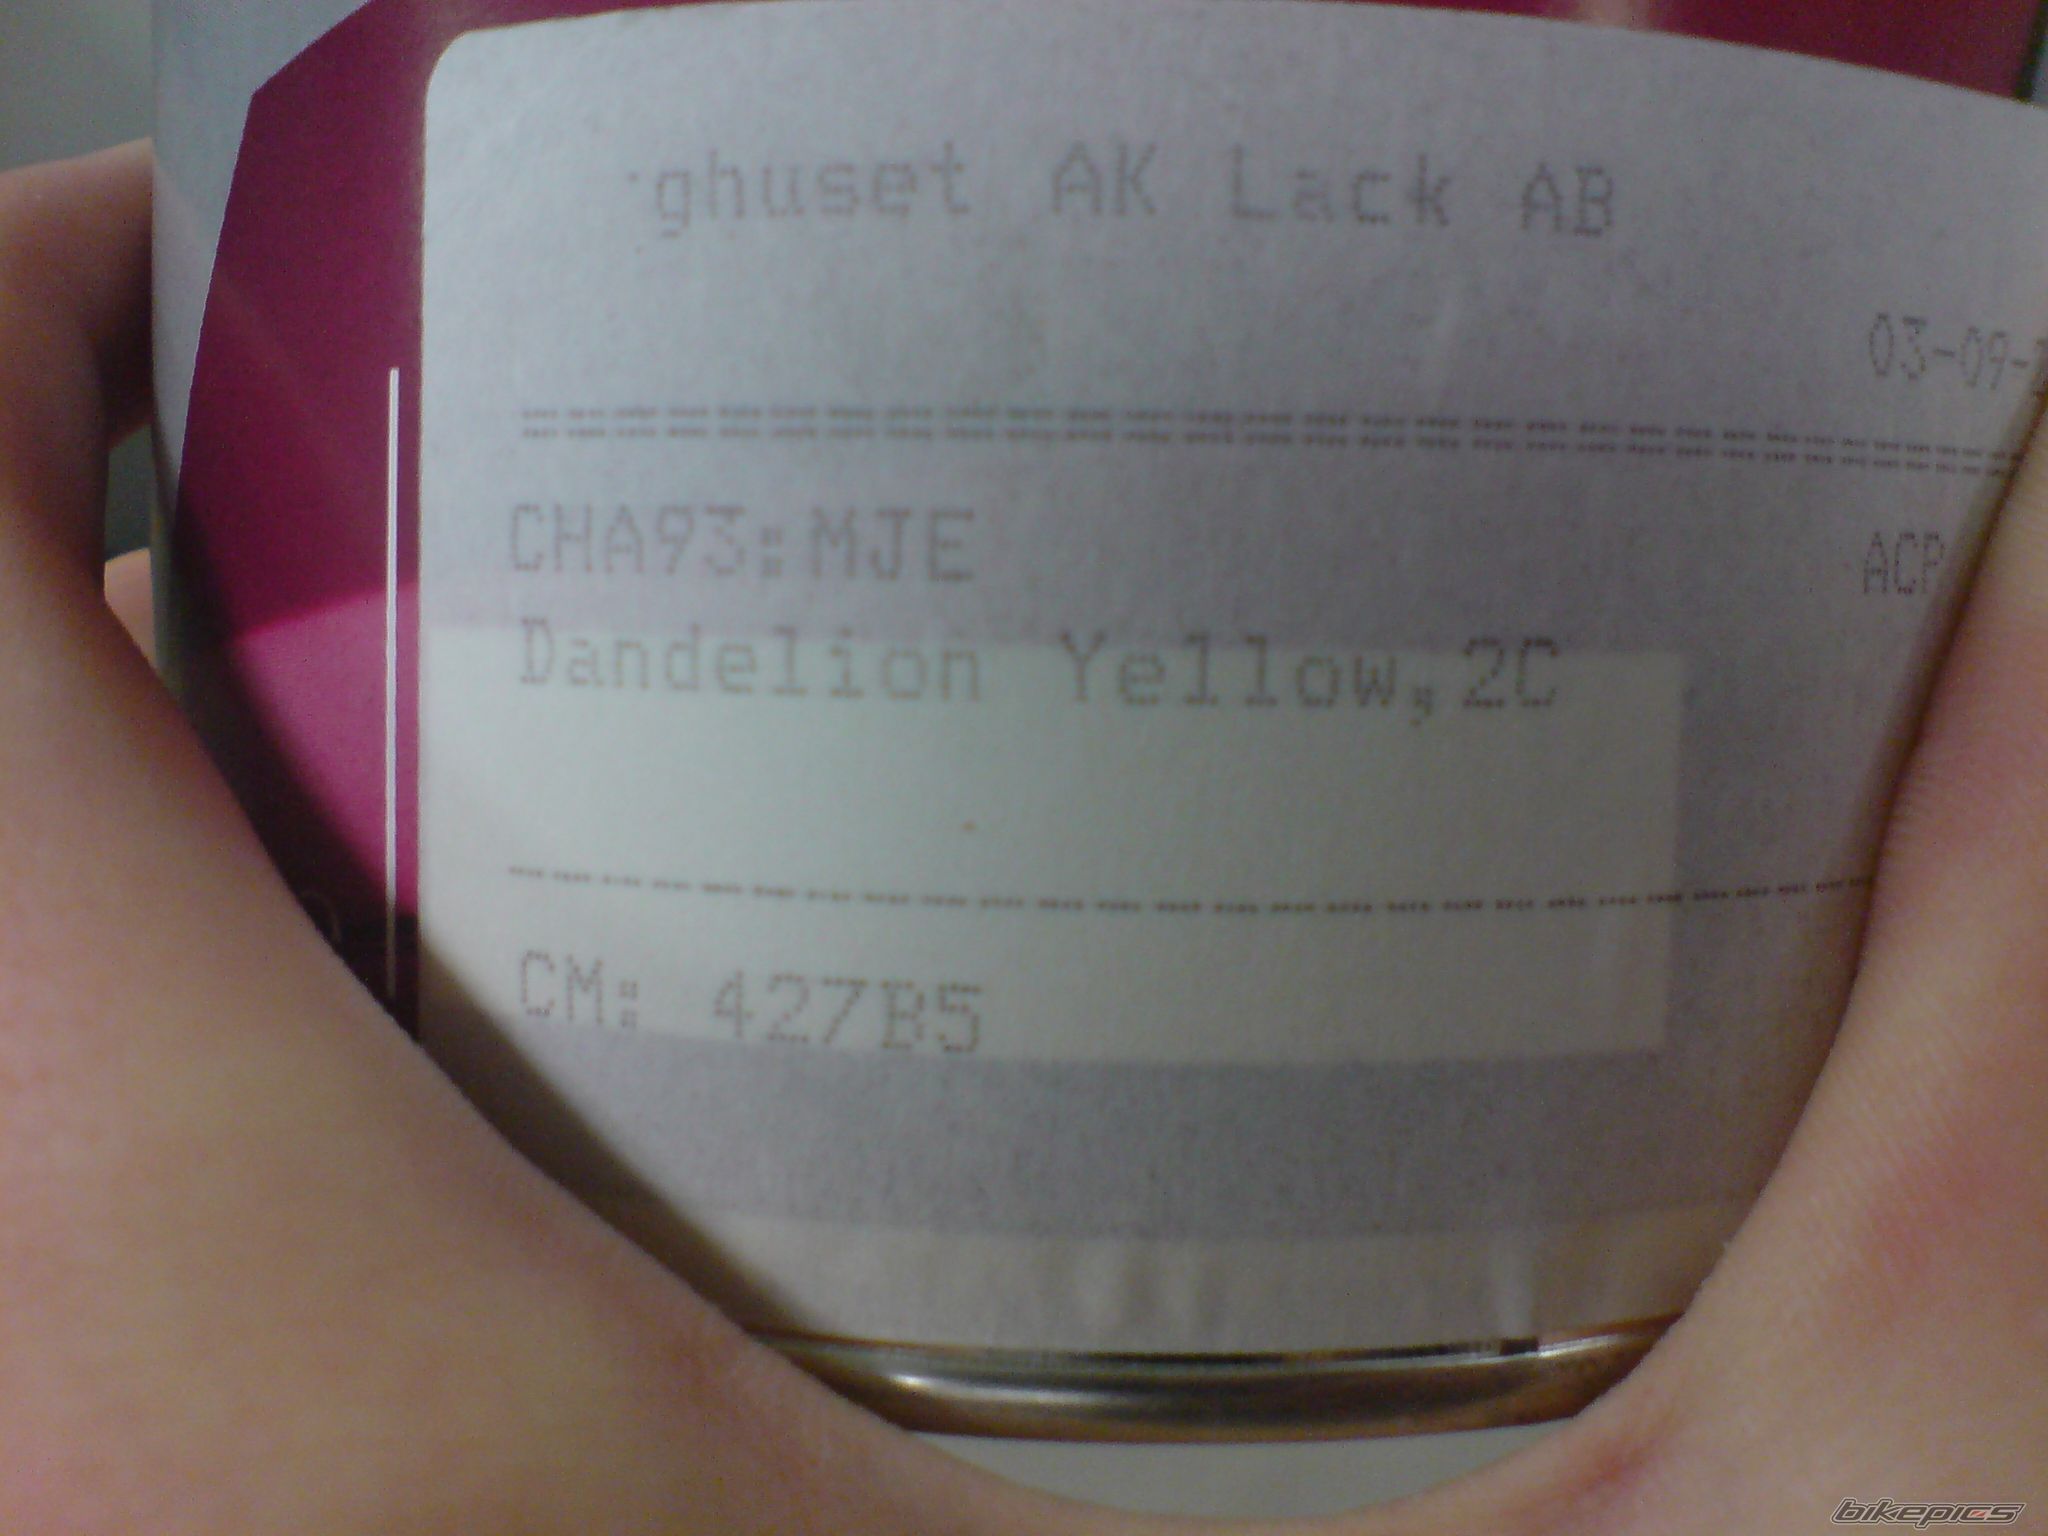 ghuset AK Lack AB
03-09-
CHA93:MJE
ACP
Dandelion Yellow,2C
CM: 427B5
bikepics